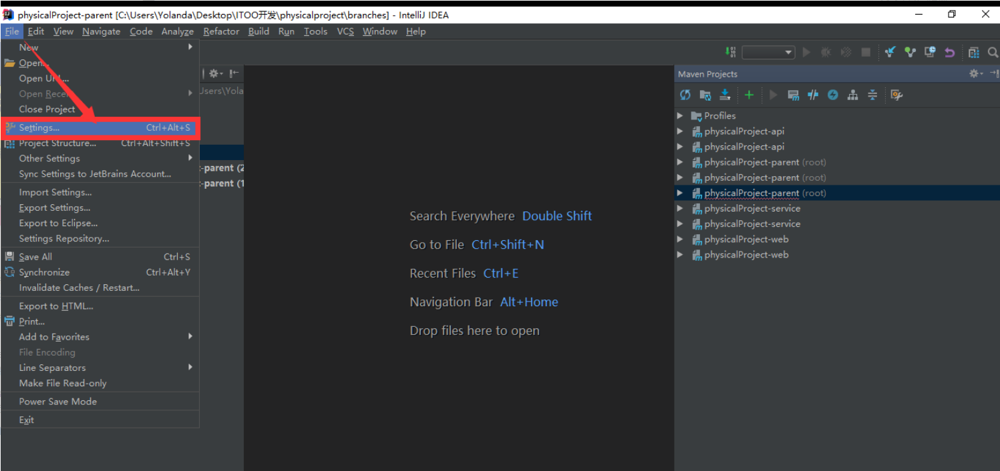 physicalProject-parent [C:\Users\Yolanda\Desktop\ITOO开发\physicalproject\branches] - IntelliJ IDEA
File Edit View Navigate Code Analyze Refactor Build Run Tools VCS Window Help
New
Open...
Open URL...
Open Recent
Close Project
Settings... Ctrl+Alt+S
Project Structure... Ctrl+Alt+Shift+S
Other Settings
Sync Settings to JetBrains Account...
Import Settings...
Export Settings...
Export to Eclipse...
Settings Repository...
Save All Ctrl+S
Synchronize Ctrl+Alt+Y
Invalidate Caches / Restart...
Export to HTML...
Print...
Add to Favorites
File Encoding
Line Separators
Make File Read-only
Power Save Mode
Exit
Jsers\Yola
-parent (2
-parent (1
Search Everywhere Double Shift
Go to File Ctrl+Shift+N
Recent Files Ctrl+E
Navigation Bar Alt+Home
Drop files here to open
Maven Projects
Profiles
physicalProject-api
physicalProject-api
physicalProject-parent (root)
physicalProject-parent (root)
physicalProject-parent (root)
physicalProject-service
physicalProject-service
physicalProject-web
physicalProject-web